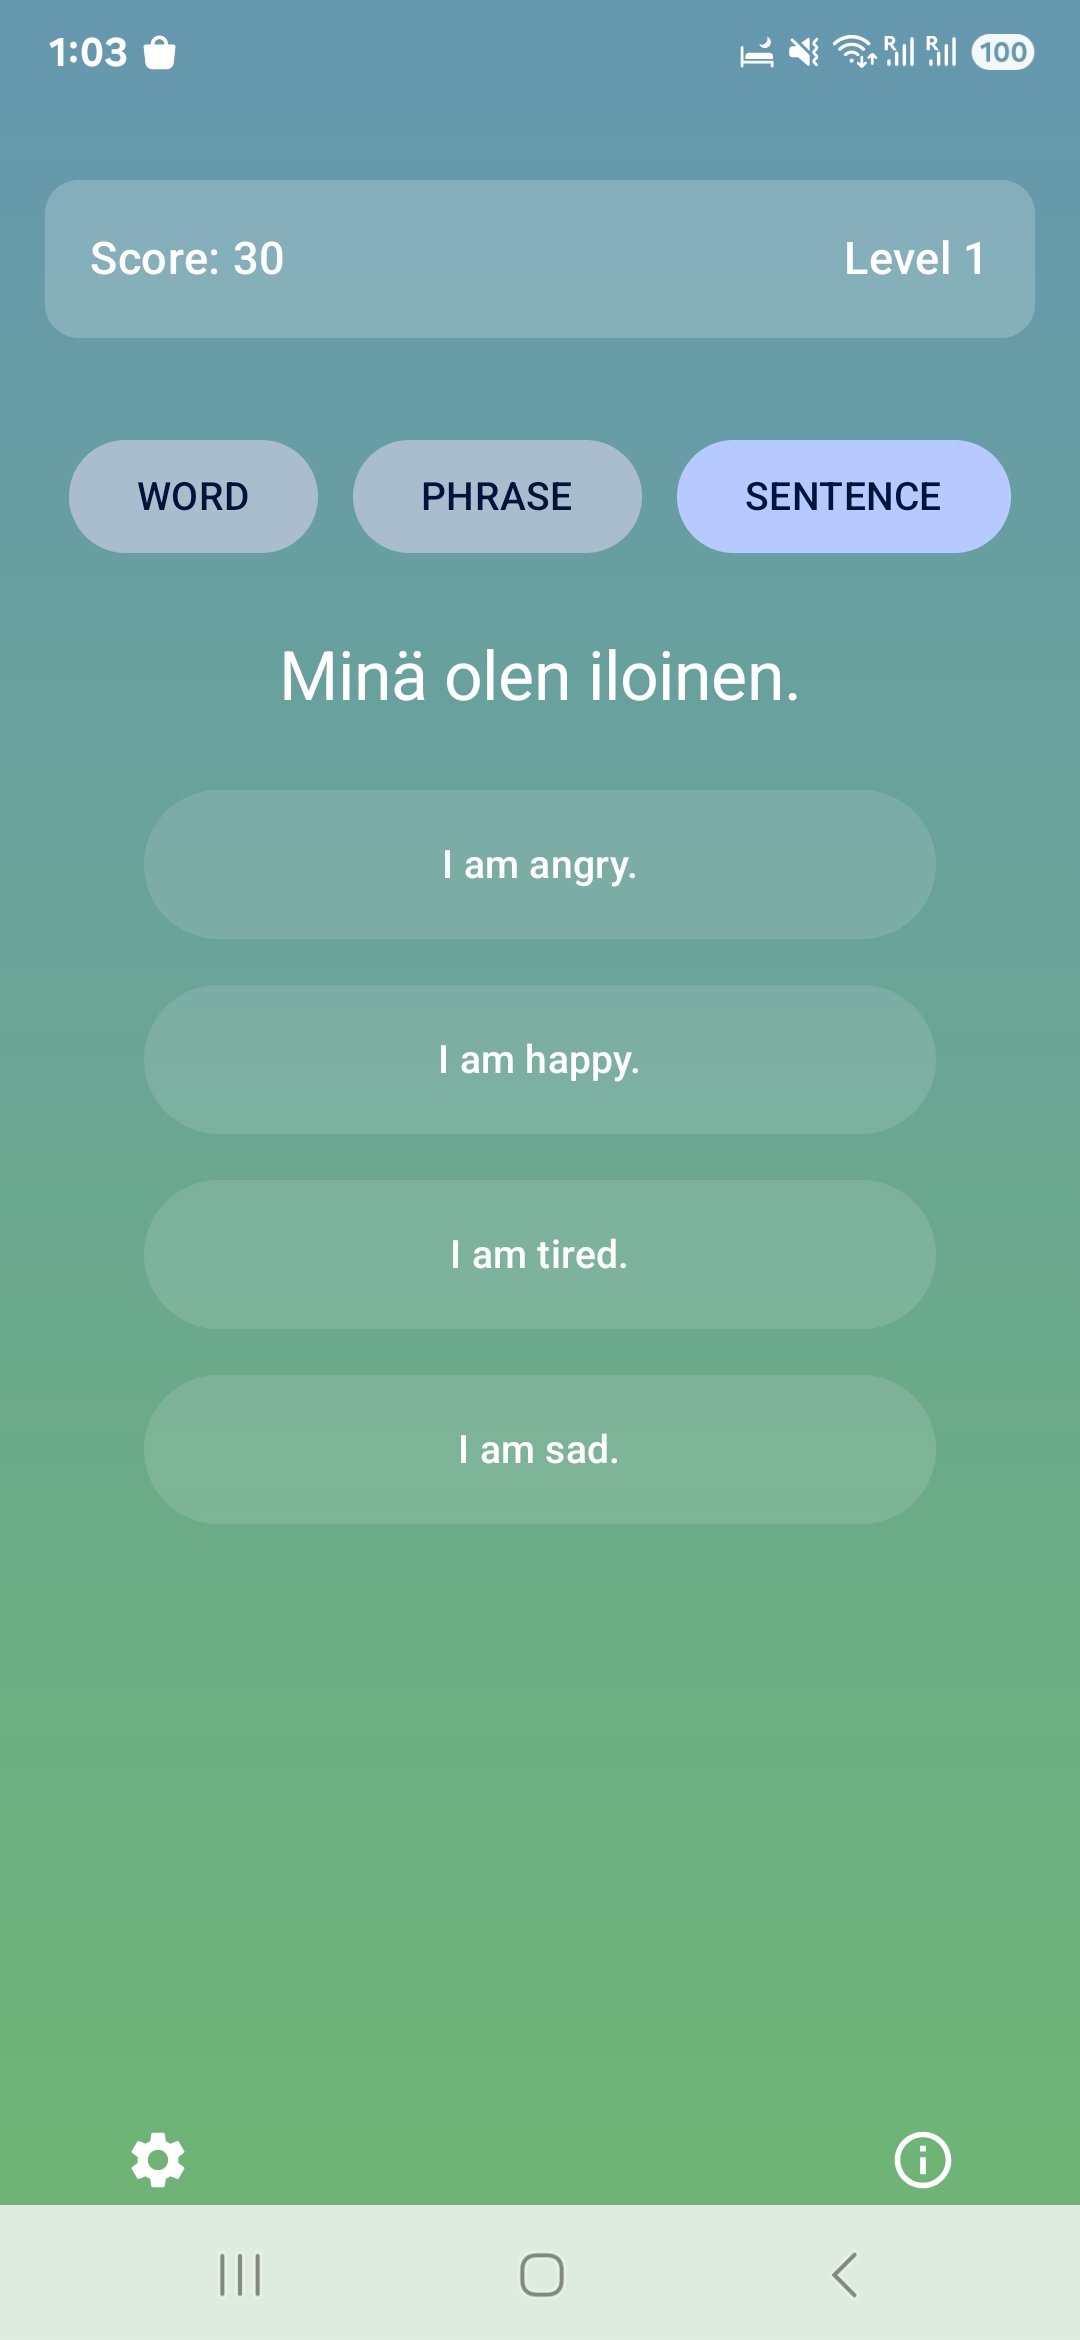 1:03
R R 100
Score: 30 Level 1
WORD PHRASE SENTENCE
Minä olen iloinen.
I am angry.
I am happy.
I am tired.
I am sad.